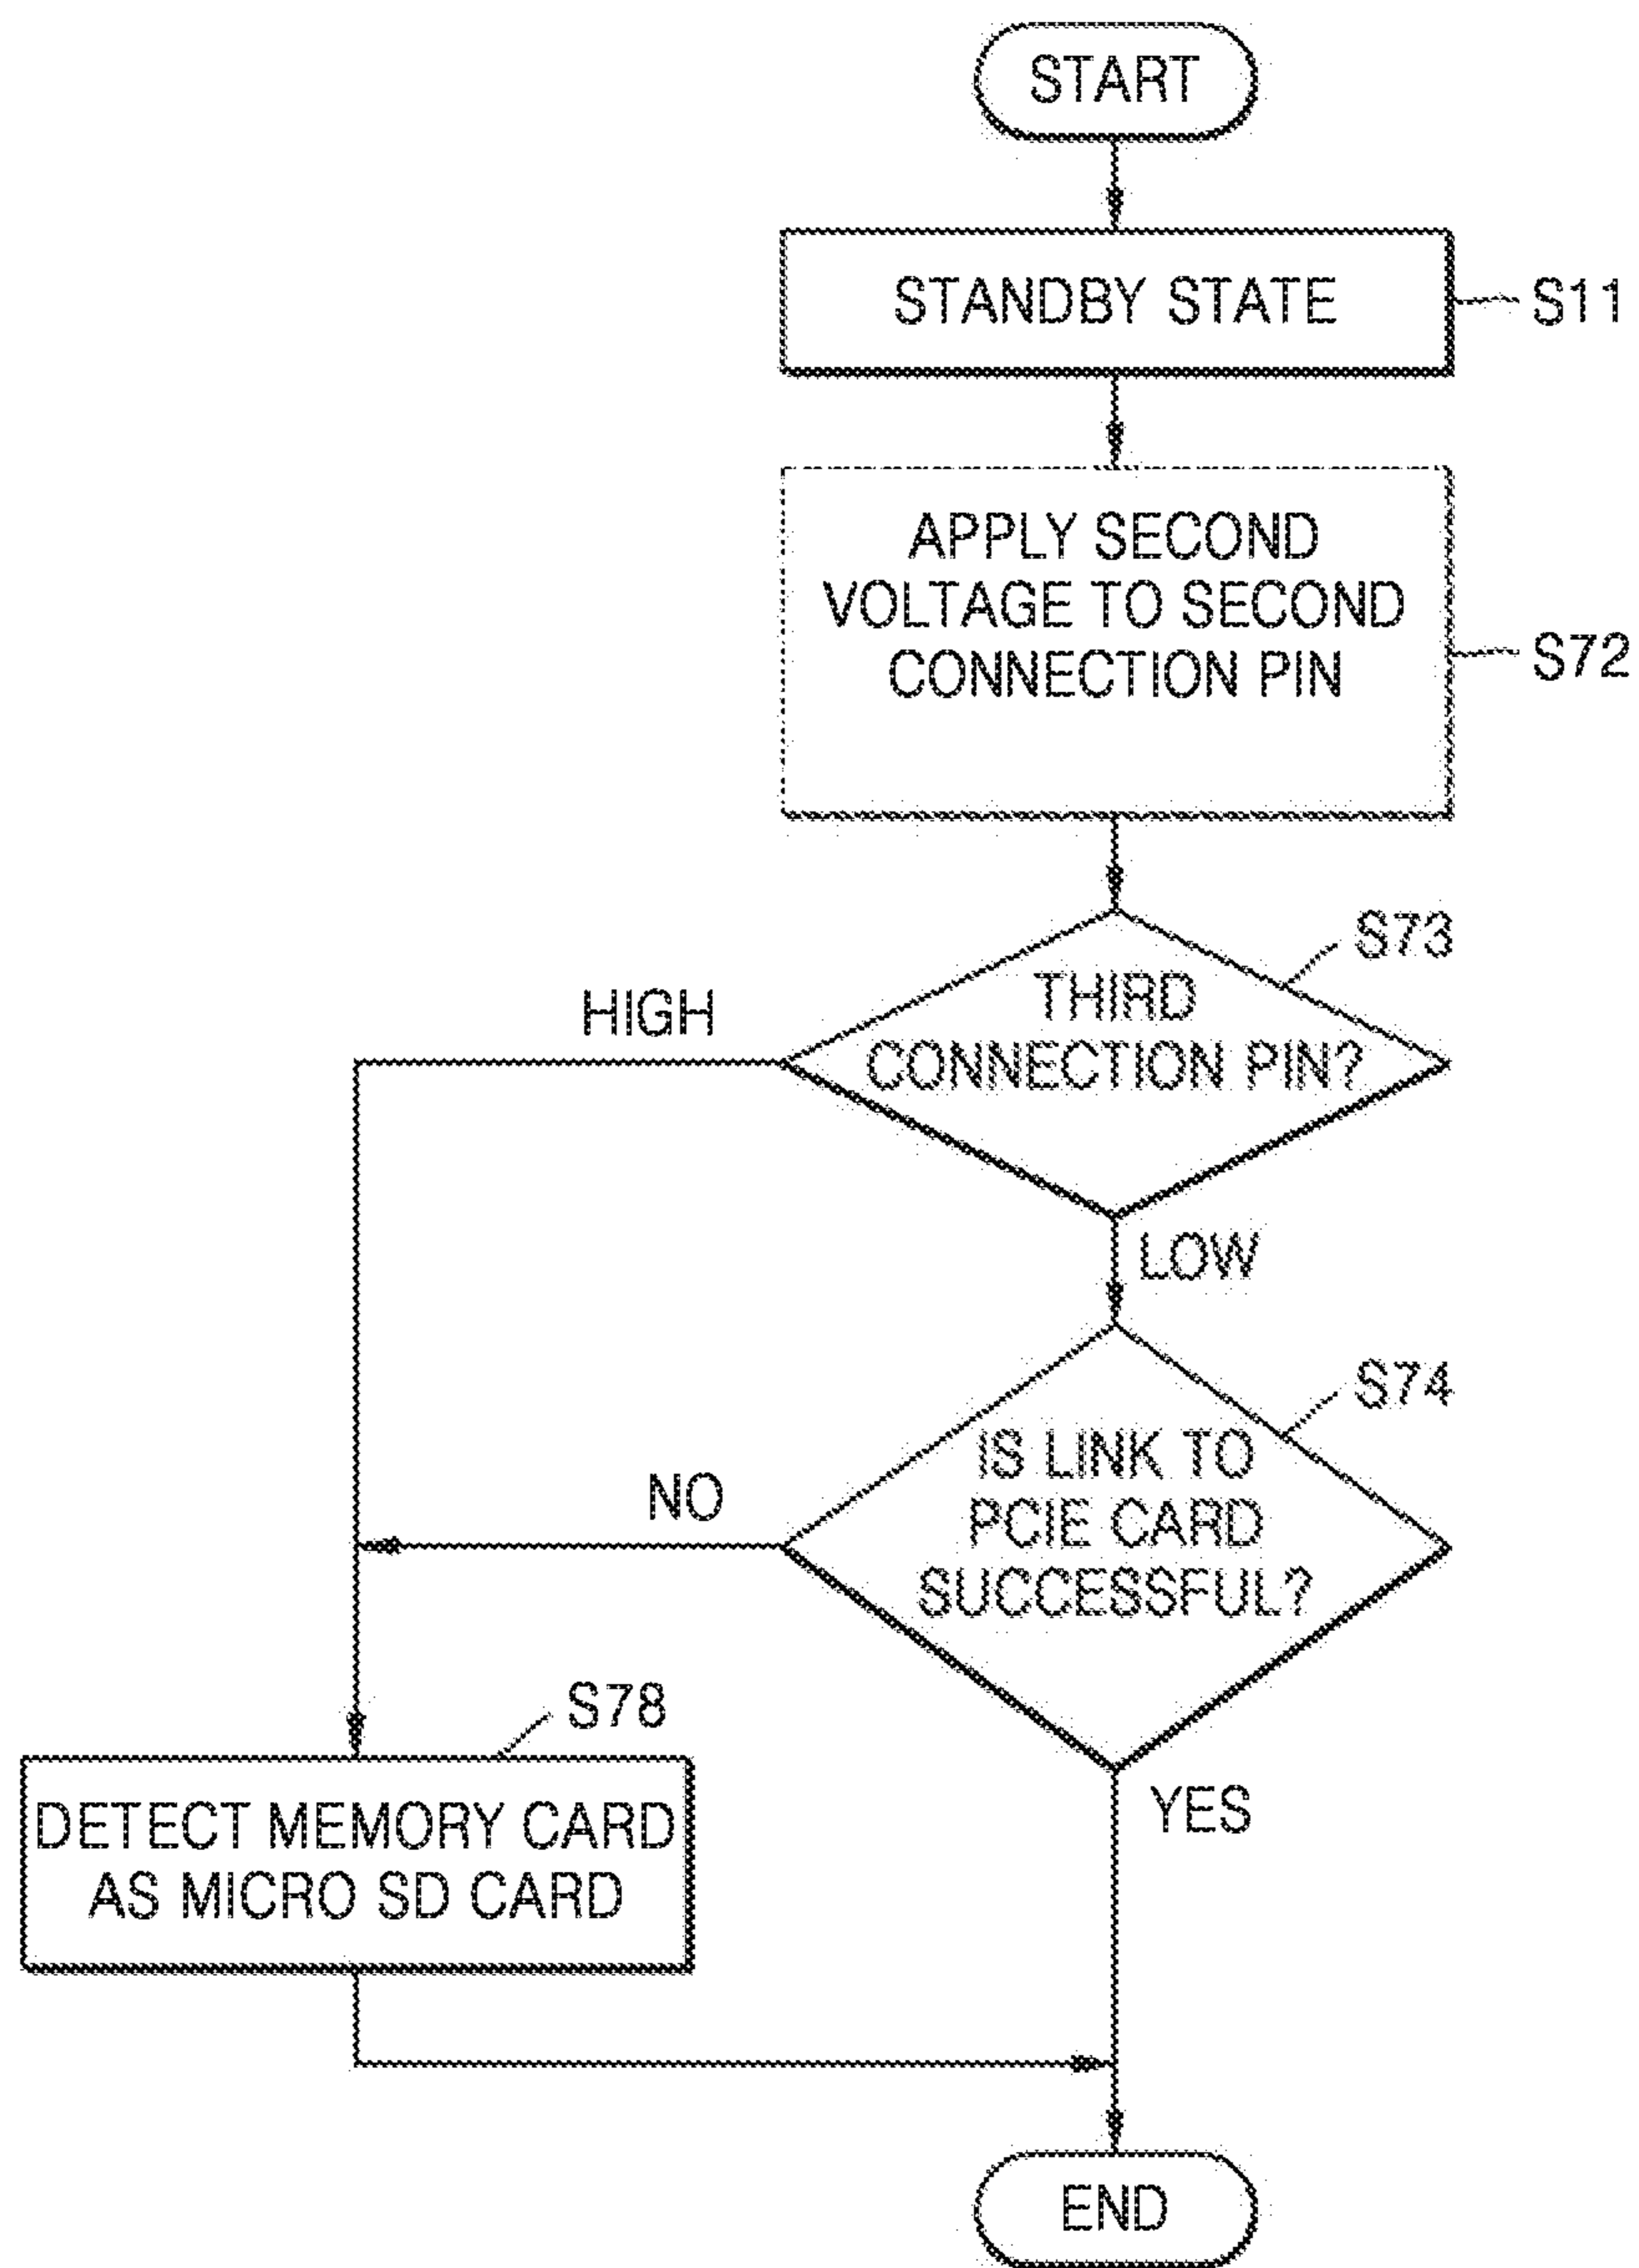 START
STANDBY STATE
S11
APPLY SECOND
VOLTAGE TO SECOND
CONNECTION PIN
S72
S73
THIRD
CONNECTION PIN?
HIGH
LOW
S74
IS LINK TO
PCIE CARD
SUCCESSFUL?
NO
YES
S78
DETECT MEMORY CARD
AS MICRO SD CARD
END